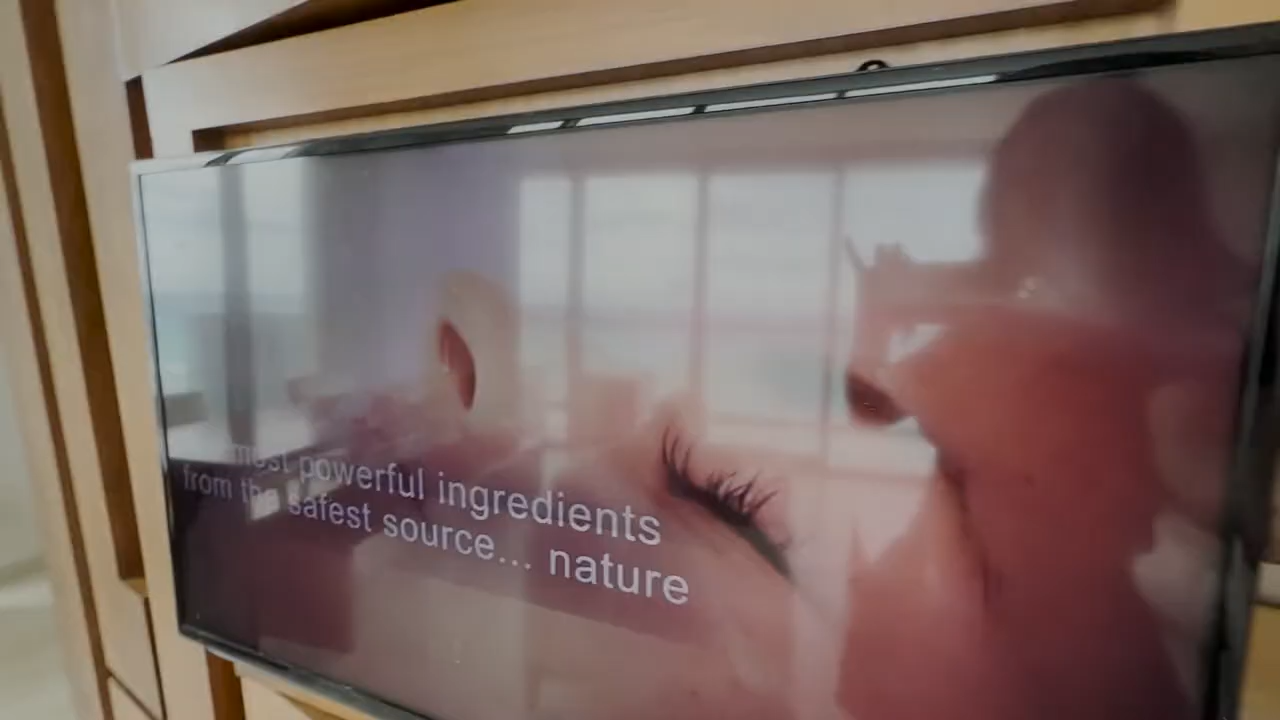 most powerful ingredients
from the safest source... nature